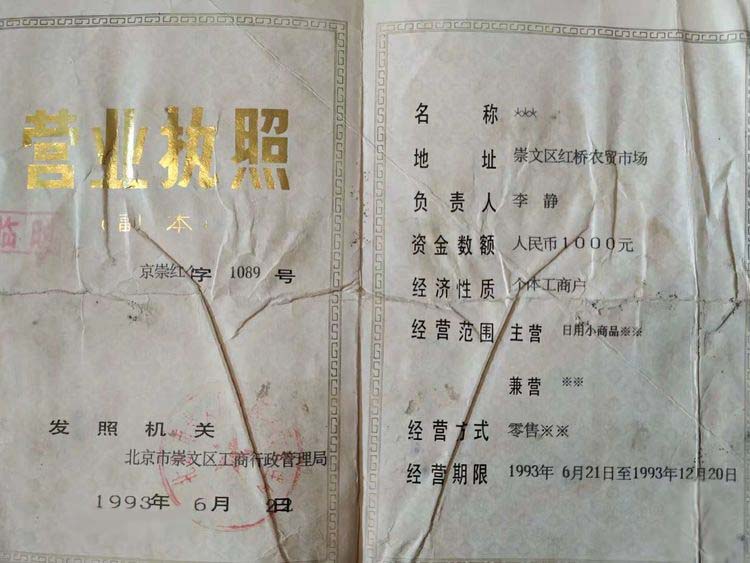 营业执照
（副本）
临时
京崇红字 1089 号
发照机关
北京市崇文区工商行政管理局
1993年 6月 22日
名称 ***
地址 崇文区红桥农贸市场
负责人 李静
资金数额 人民币1000元
经济性质 个体工商户
经营范围 主营 日用小商品※※
兼营 ※※
经营方式 零售※※
经营期限 1993年 6月21日至1993年12月20日